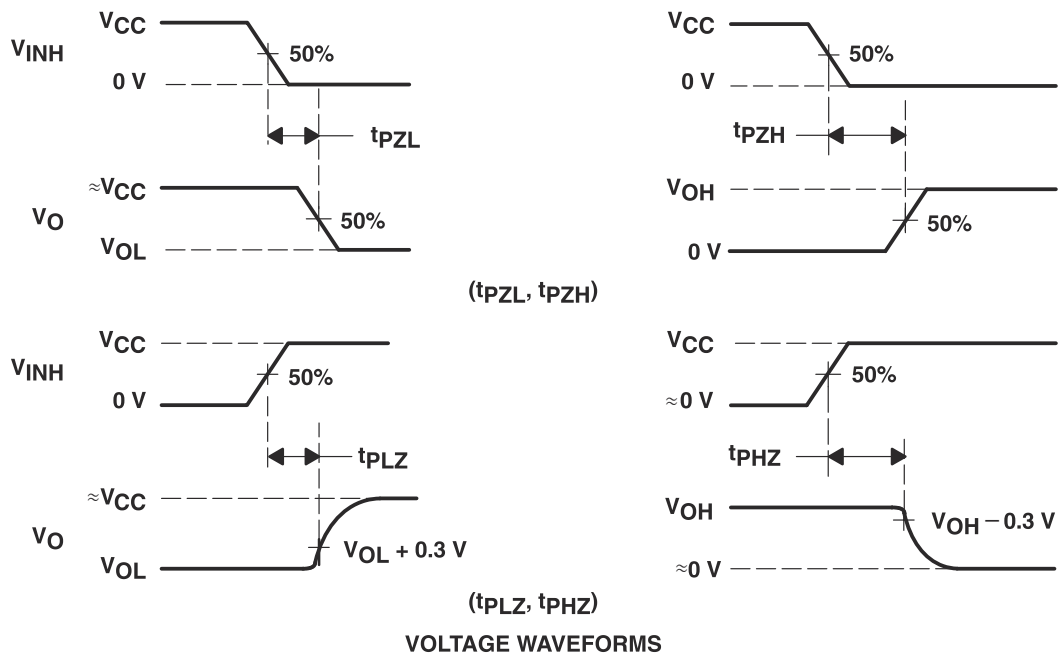 VCC VCC
VINH 50% 50%
0 V 0 V
tPZL tPZH
≈VCC VOH
VO 50% 50%
VOL 0 V
(tPZL, tPZH)
VCC VCC
VINH 50% 50%
0 V ≈0 V
tPLZ tPHZ
≈VCC VOH VOH – 0.3 V
VO VOL + 0.3 V
VOL ≈0 V
(tPLZ, tPHZ)
VOLTAGE WAVEFORMS